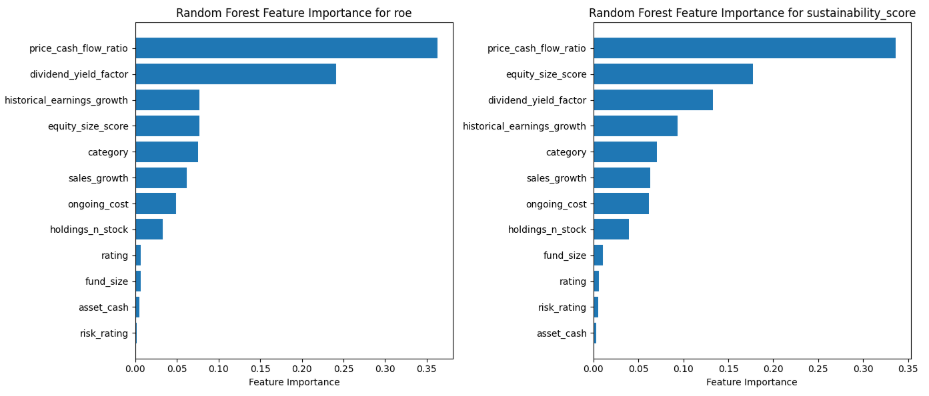 Random Forest Feature Importance for roe
price_cash_flow_ratio
dividend_yield_factor
historical_earnings_growth
equity_size_score
category
sales_growth
ongoing_cost
holdings_n_stock
rating
fund_size
asset_cash
risk_rating
0.00 0.05 0.10 0.15 0.20 0.25 0.30 0.35
Feature Importance
Random Forest Feature Importance for sustainability_score
price_cash_flow_ratio
equity_size_score
dividend_yield_factor
historical_earnings_growth
category
sales_growth
ongoing_cost
holdings_n_stock
fund_size
rating
risk_rating
asset_cash
0.00 0.05 0.10 0.15 0.20 0.25 0.30 0.35
Feature Importance